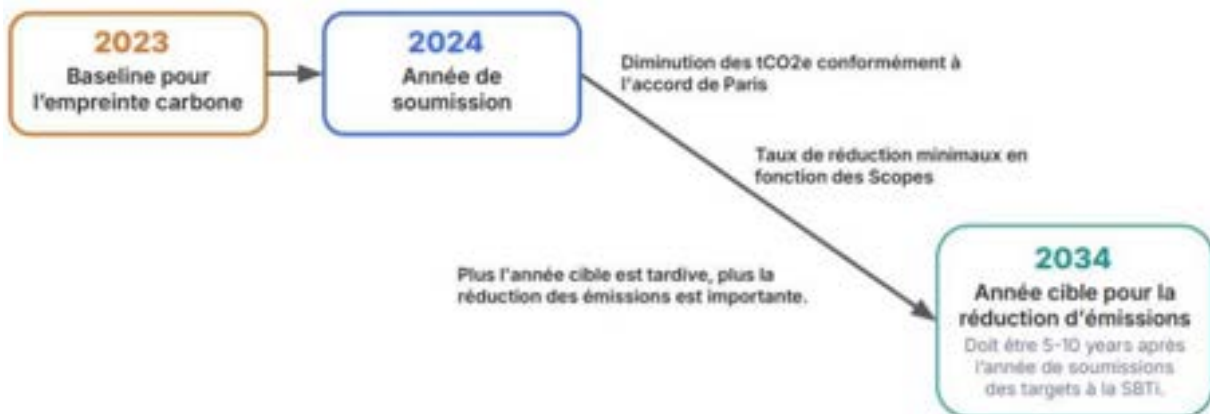 2023
Baseline pour
l'empreinte carbone
2024
Année de
soumission
Diminution des tCO2e conformément à
l'accord de Paris
Taux de réduction minimaux en
fonction des Scopes
Plus l'année cible est tardive, plus la
réduction des émissions est importante.
2034
Année cible pour la
réduction d'émissions
Doit être 5-10 years après
l'année de soumissions
des targets à la SBTi.